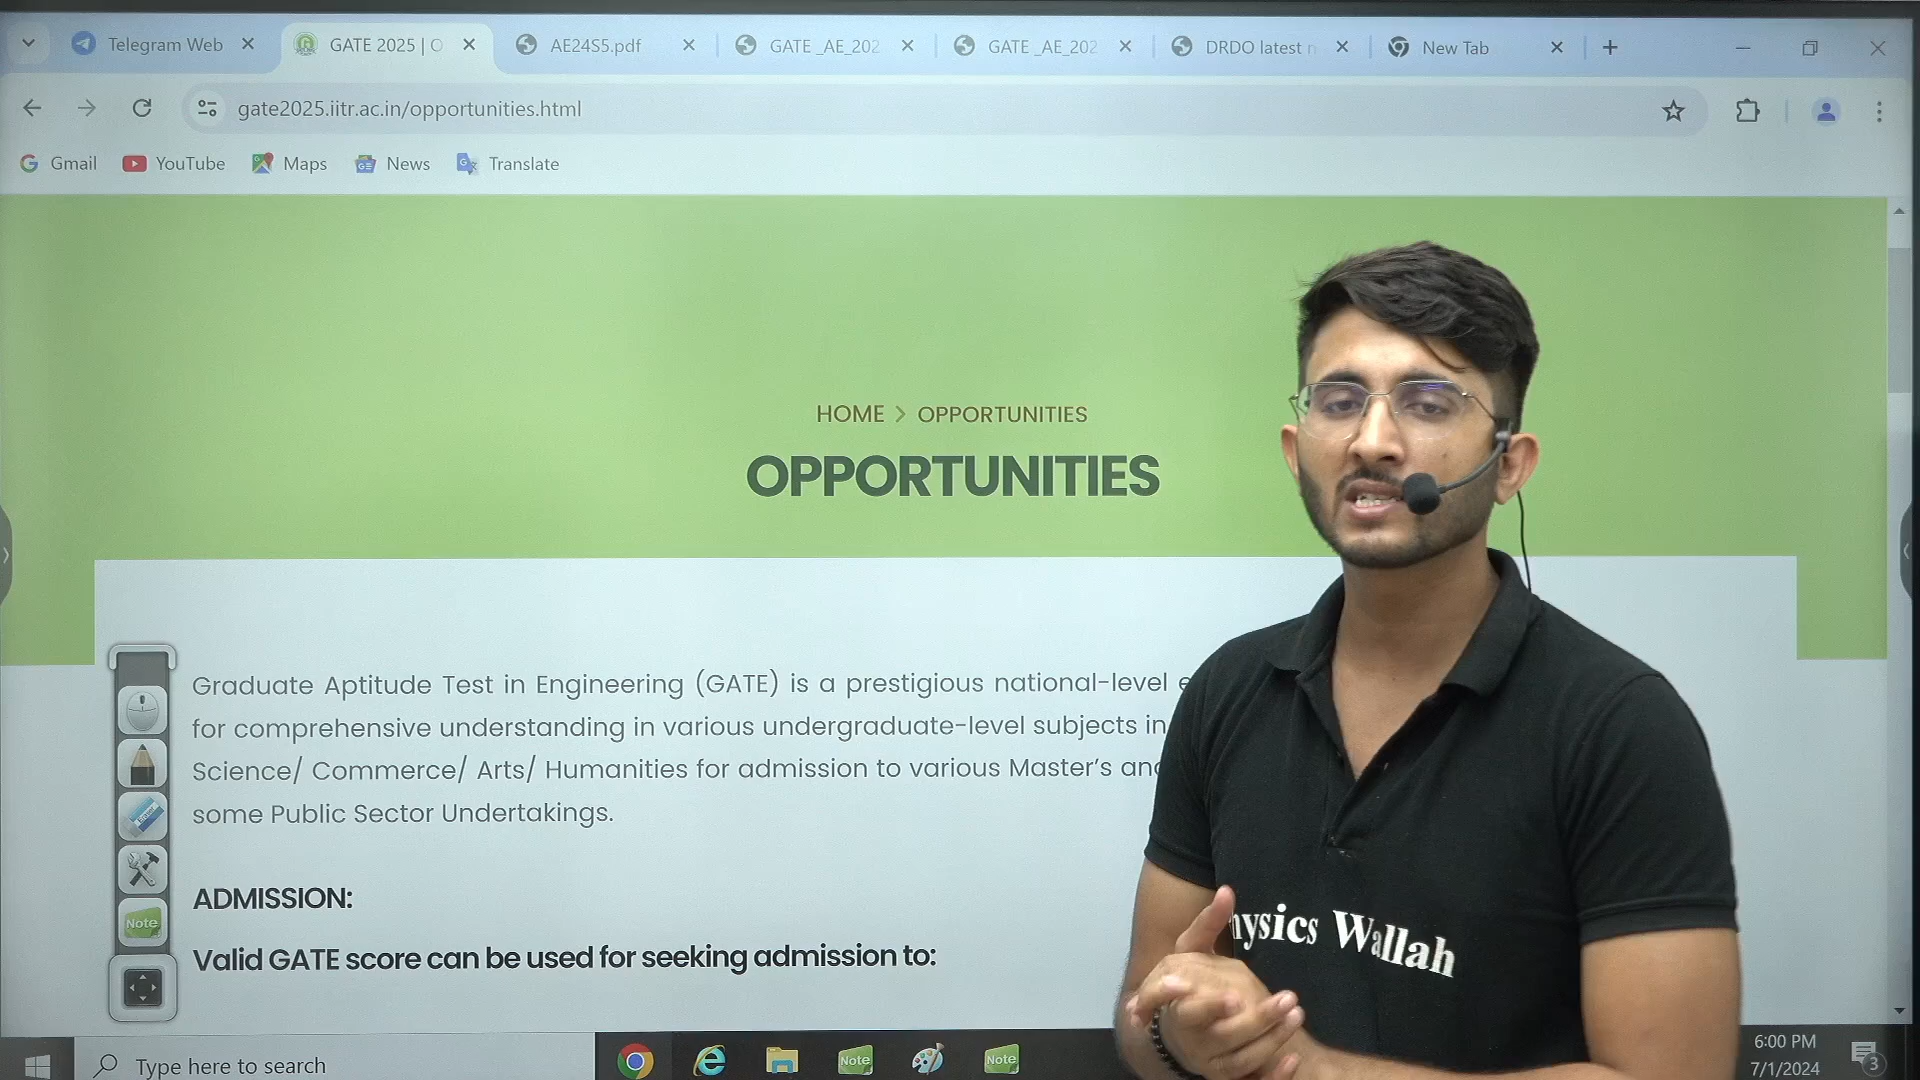 Telegram Web
GATE 2025 | O
AE24S5.pdf
GATE _AE_202
GATE _AE_202
DRDO latest n
New Tab
gate2025.iitr.ac.in/opportunities.html
Gmail
YouTube
Maps
News
Translate
HOME > OPPORTUNITIES
OPPORTUNITIES
Graduate Aptitude Test in Engineering (GATE) is a prestigious national-level e
for comprehensive understanding in various undergraduate-level subjects in
Science/ Commerce/ Arts/ Humanities for admission to various Master's and
some Public Sector Undertakings.
ADMISSION:
Valid GATE score can be used for seeking admission to:
Note
hysics Wallah
Type here to search
Note
Note
6:00 PM
7/1/2024
3